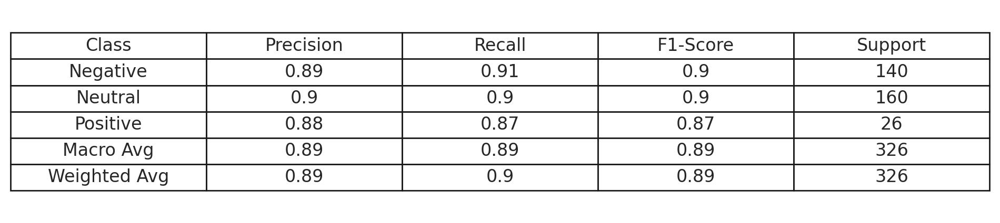 Class Precision Recall F1-Score Support
Negative 0.89 0.91 0.9 140
Neutral 0.9 0.9 0.9 160
Positive 0.88 0.87 0.87 26
Macro Avg 0.89 0.89 0.89 326
Weighted Avg 0.89 0.9 0.89 326